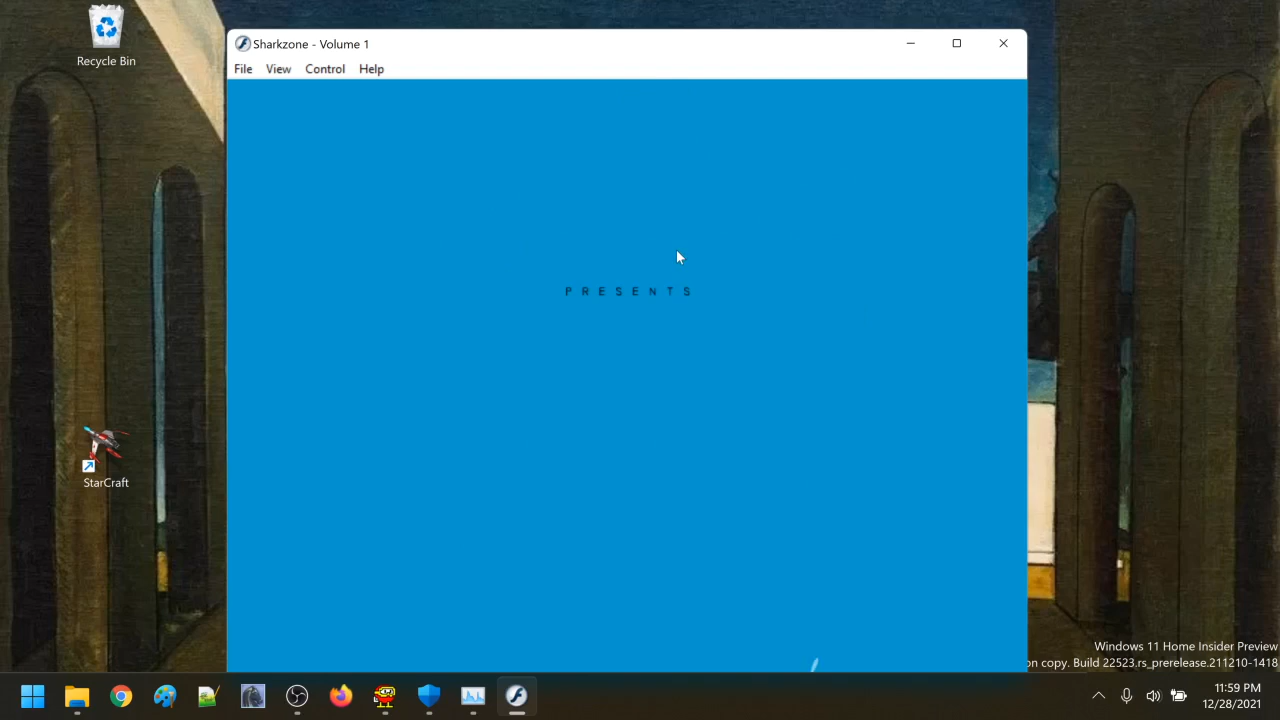 Recycle Bin
Sharkzone - Volume 1
File View Control Help
P R E S E N T S
StarCraft
Windows 11 Home Insider Preview
on copy. Build 22523.rs_prerelease.211210-1418
11:59 PM
12/28/2021